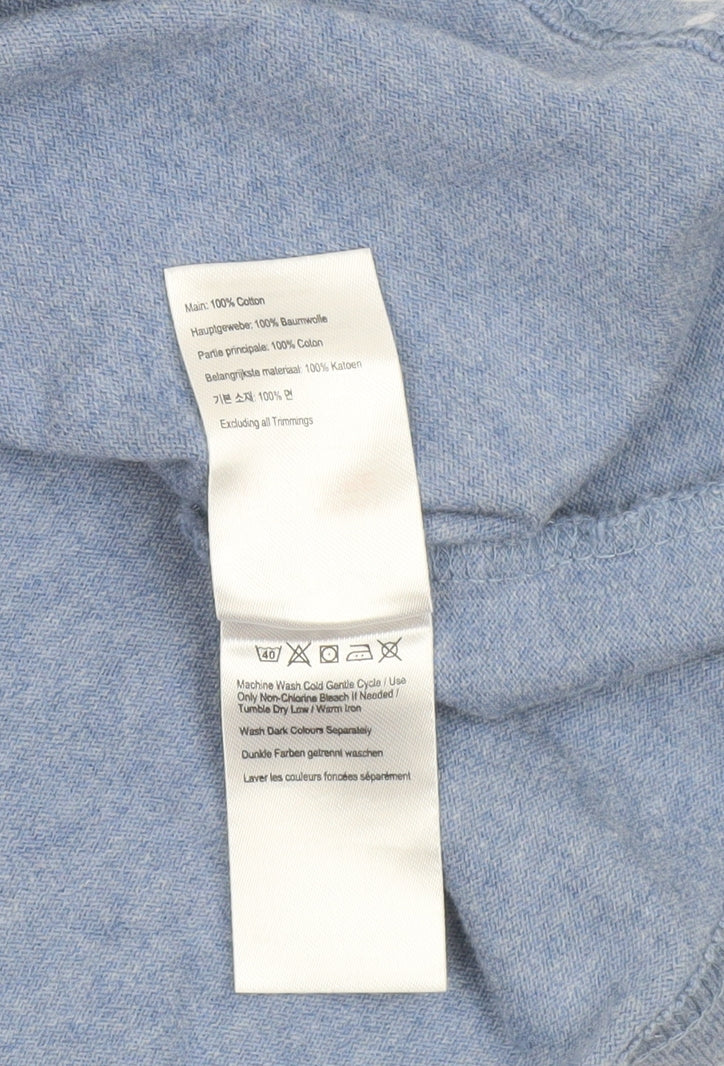 Main: 100% Cotton
Hauptgewebe: 100% Baumwolle
Partie principale: 100% Coton
Belangrijkste materiaal: 100% Katoen
기본 소재: 100% 면
Excluding all Trimmings
40
Machine Wash Cold Gentle Cycle / Use
Only Non-Chlorine Bleach If Needed /
Tumble Dry Low / Warm Iron
Wash Dark Colours Separately
Dunkle Farben getrennt waschen
Laver les couleurs foncées séparément